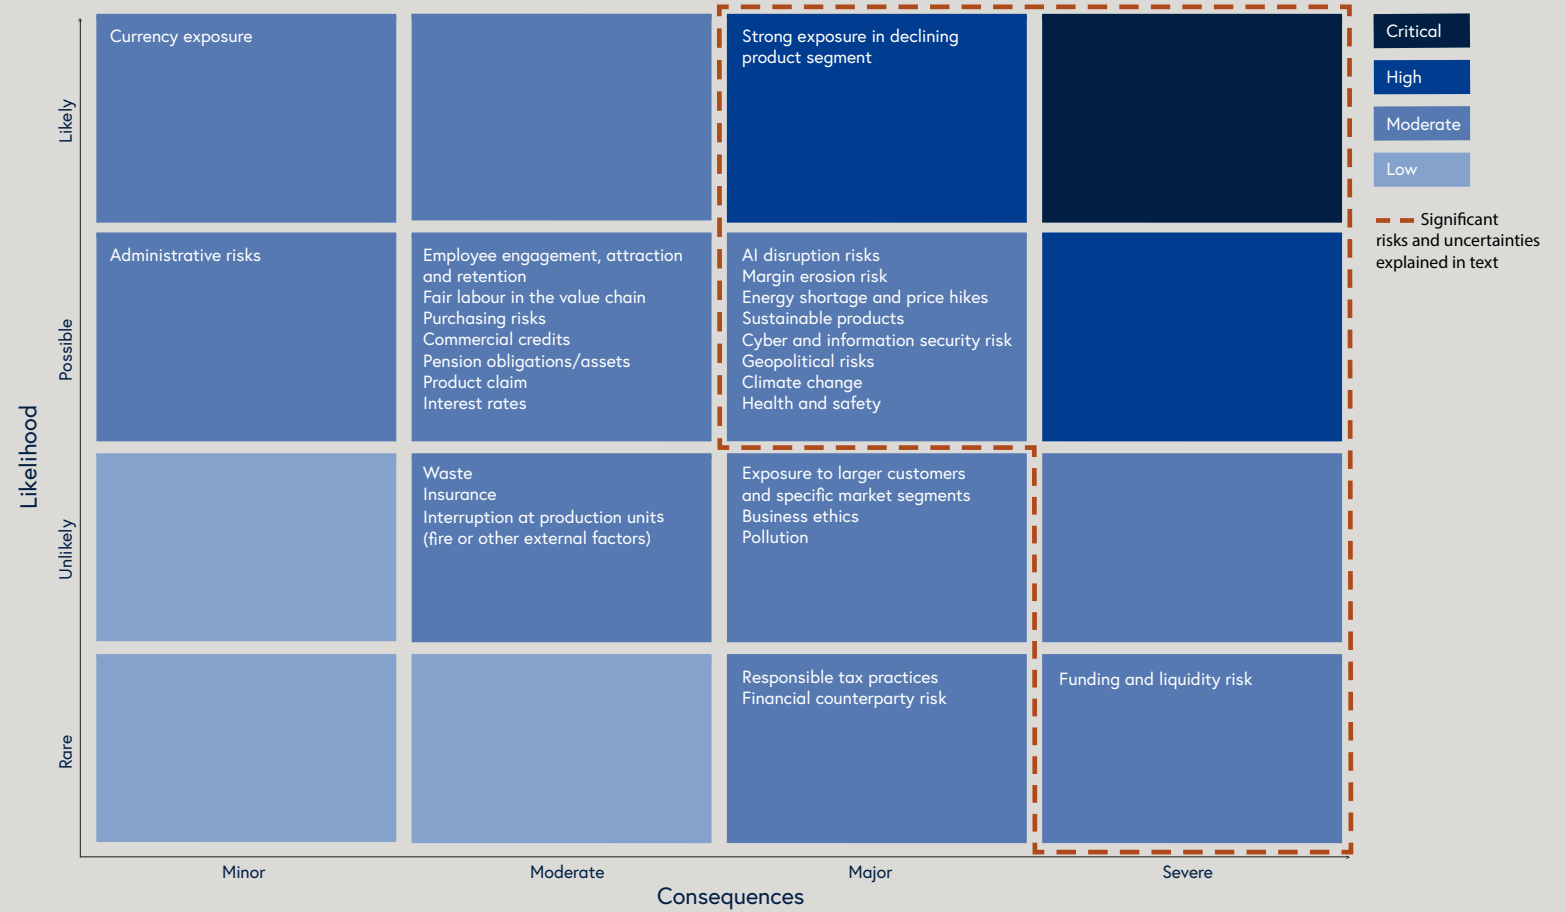 Likelihood
Likely
Currency exposure
Strong exposure in declining
product segment
Possible
Administrative risks
Employee engagement, attraction
and retention
Fair labour in the value chain
Purchasing risks
Commercial credits
Pension obligations/assets
Product claim
Interest rates
AI disruption risks
Margin erosion risk
Energy shortage and price hikes
Sustainable products
Cyber and information security risk
Geopolitical risks
Climate change
Health and safety
Unlikely
Waste
Insurance
Interruption at production units
(fire or other external factors)
Exposure to larger customers
and specific market segments
Business ethics
Pollution
Rare
Responsible tax practices
Financial counterparty risk
Funding and liquidity risk
Minor
Moderate
Major
Severe
Consequences
Critical
High
Moderate
Low
Significant
risks and uncertainties
explained in text